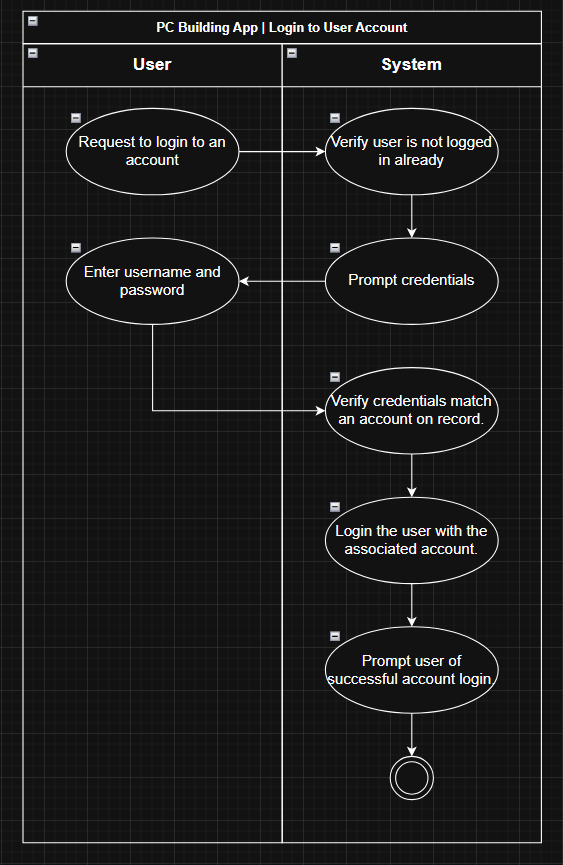 PC Building App | Login to User Account
User
System
Request to login to an
account
Verify user is not logged
in already
Enter username and
password
Prompt credentials
Verify credentials match
an account on record.
Login the user with the
associated account.
Prompt user of
successful account login.